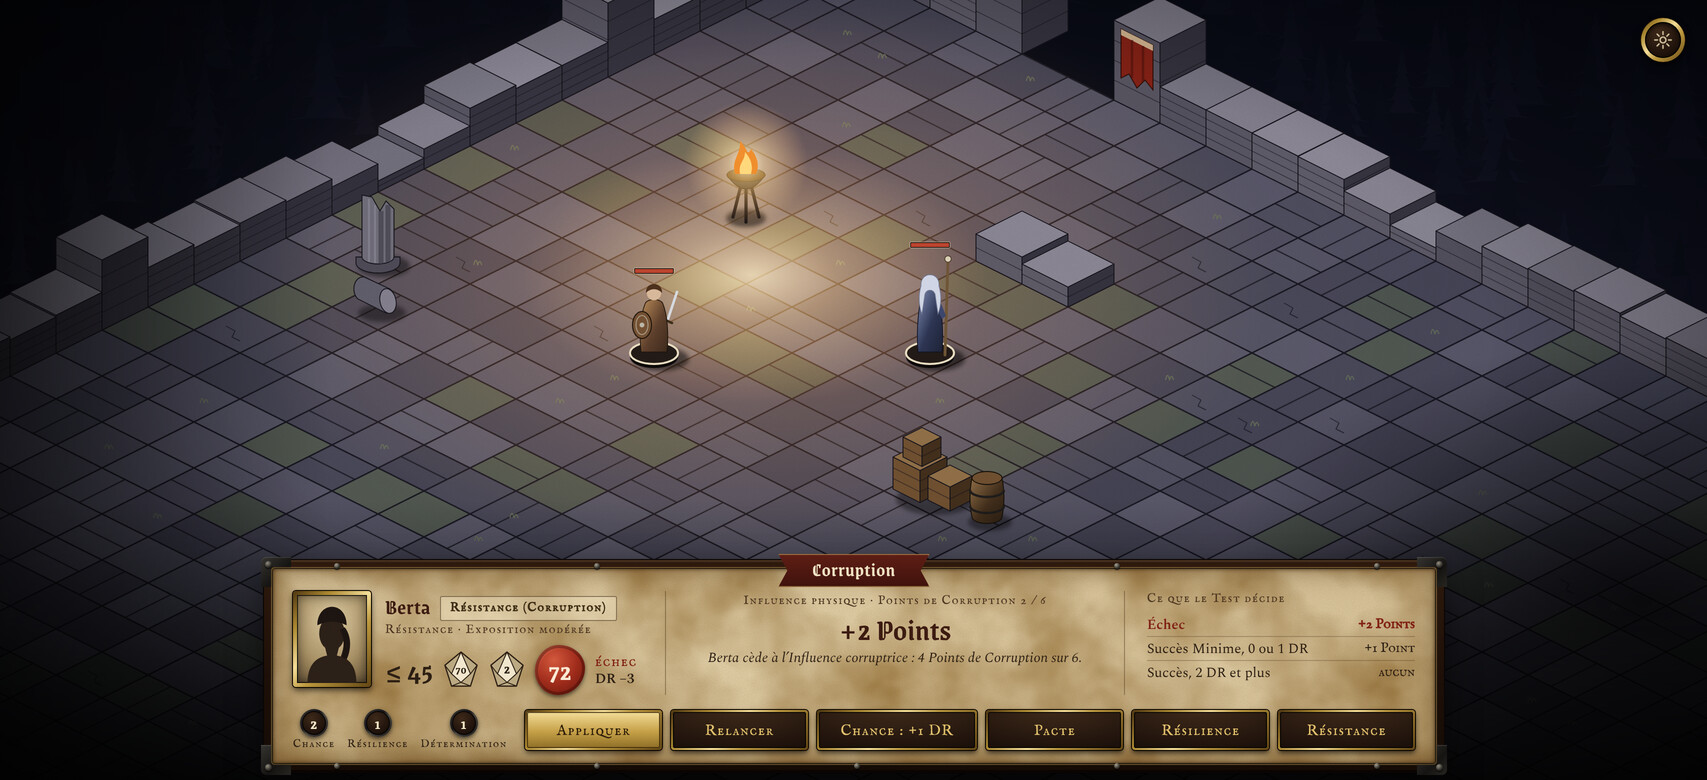 Corruption
Berta
Résistance (Corruption)
Résistance · Exposition modérée
≤ 45
70
2
72
Échec
DR −3
Influence physique · Points de Corruption 2 / 6
+2 Points
Berta cède à l'Influence corruptrice : 4 Points de Corruption sur 6.
Ce que le Test décide
Échec +2 Points
Succès Minime, 0 ou 1 DR +1 Point
Succès, 2 DR et plus aucun
2 Chance
1 Résilience
1 Détermination
Appliquer
Relancer
Chance : +1 DR
Pacte
Résilience
Résistance